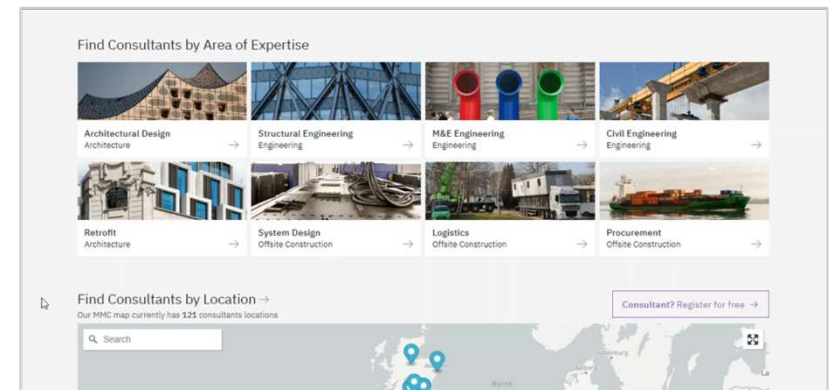 Find Consultants by Area of Expertise
Architectural Design
Architecture
Structural Engineering
Engineering
M&E Engineering
Engineering
Civil Engineering
Engineering
Retrofit
Architecture
System Design
Offsite Construction
Logistics
Offsite Construction
Procurement
Offsite Construction
Find Consultants by Location →
Our MMC map currently has 121 consultants locations
Consultant? Register for free →
Search